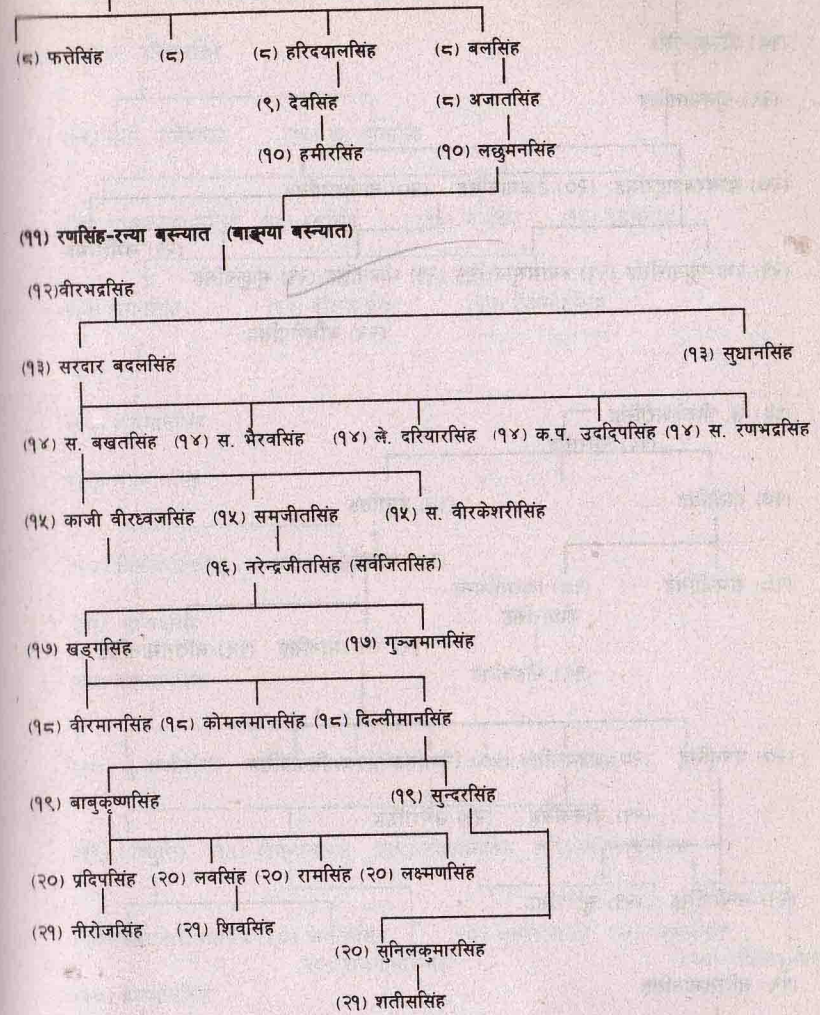 (८) फत्तेसिंह (८) (८) हरिदयालसिंह (८) बलसिंह
(९) देवसिंह (८) अजातसिंह
(१०) हमीरसिंह (१०) लछुमनसिंह
(११) रणसिंह-रन्या बस्न्यात (बाङ्ग्या बस्न्यात)
(१२)वीरभद्रसिंह
(१३) सरदार बदलसिंह (१३) सुधानसिंह
(१४) स. बखतसिंह (१४) स. भैरवसिंह (१४) ले. दरियारसिंह (१४) क.प. उदद्पिसिंह (१४) स. रणभद्रसिंह
(१५) काजी वीरध्वजसिंह (१५) समजीतसिंह (१५) स. वीरकेशरीसिंह
(१६) नरेन्द्रजीतसिंह (सर्वजितसिंह)
(१७) खड्गसिंह (१७) गुञ्जमानसिंह
(१८) वीरमानसिंह (१८) कोमलमानसिंह (१८) दिल्लीमानसिंह
(१९) बाबुकृष्णसिंह (१९) सुन्दरसिंह
(२०) प्रदिपसिंह (२०) लवसिंह (२०) रामसिंह (२०) लक्ष्मणसिंह
(२१) नीरोजसिंह (२१) शिवसिंह
(२०) सुनिलकुमारसिंह
(२१) शतीससिंह